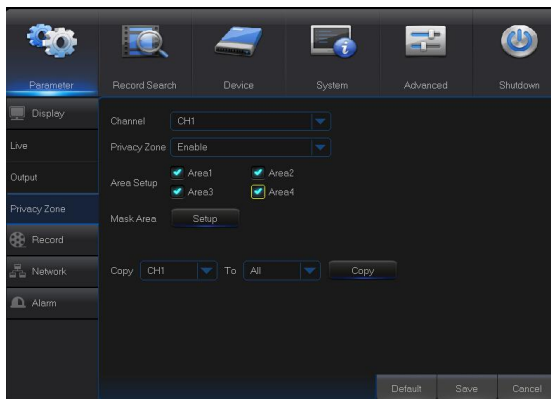 Parameter Record Search Device System Advanced Shutdown
Display
Live
Output
Privacy Zone
Record
Network
Alarm
Channel CH1
Privacy Zone Enable
Area Setup Area1 Area2
Area3 Area4
Mask Area Setup
Copy CH1 To All Copy
Default Save Cancel